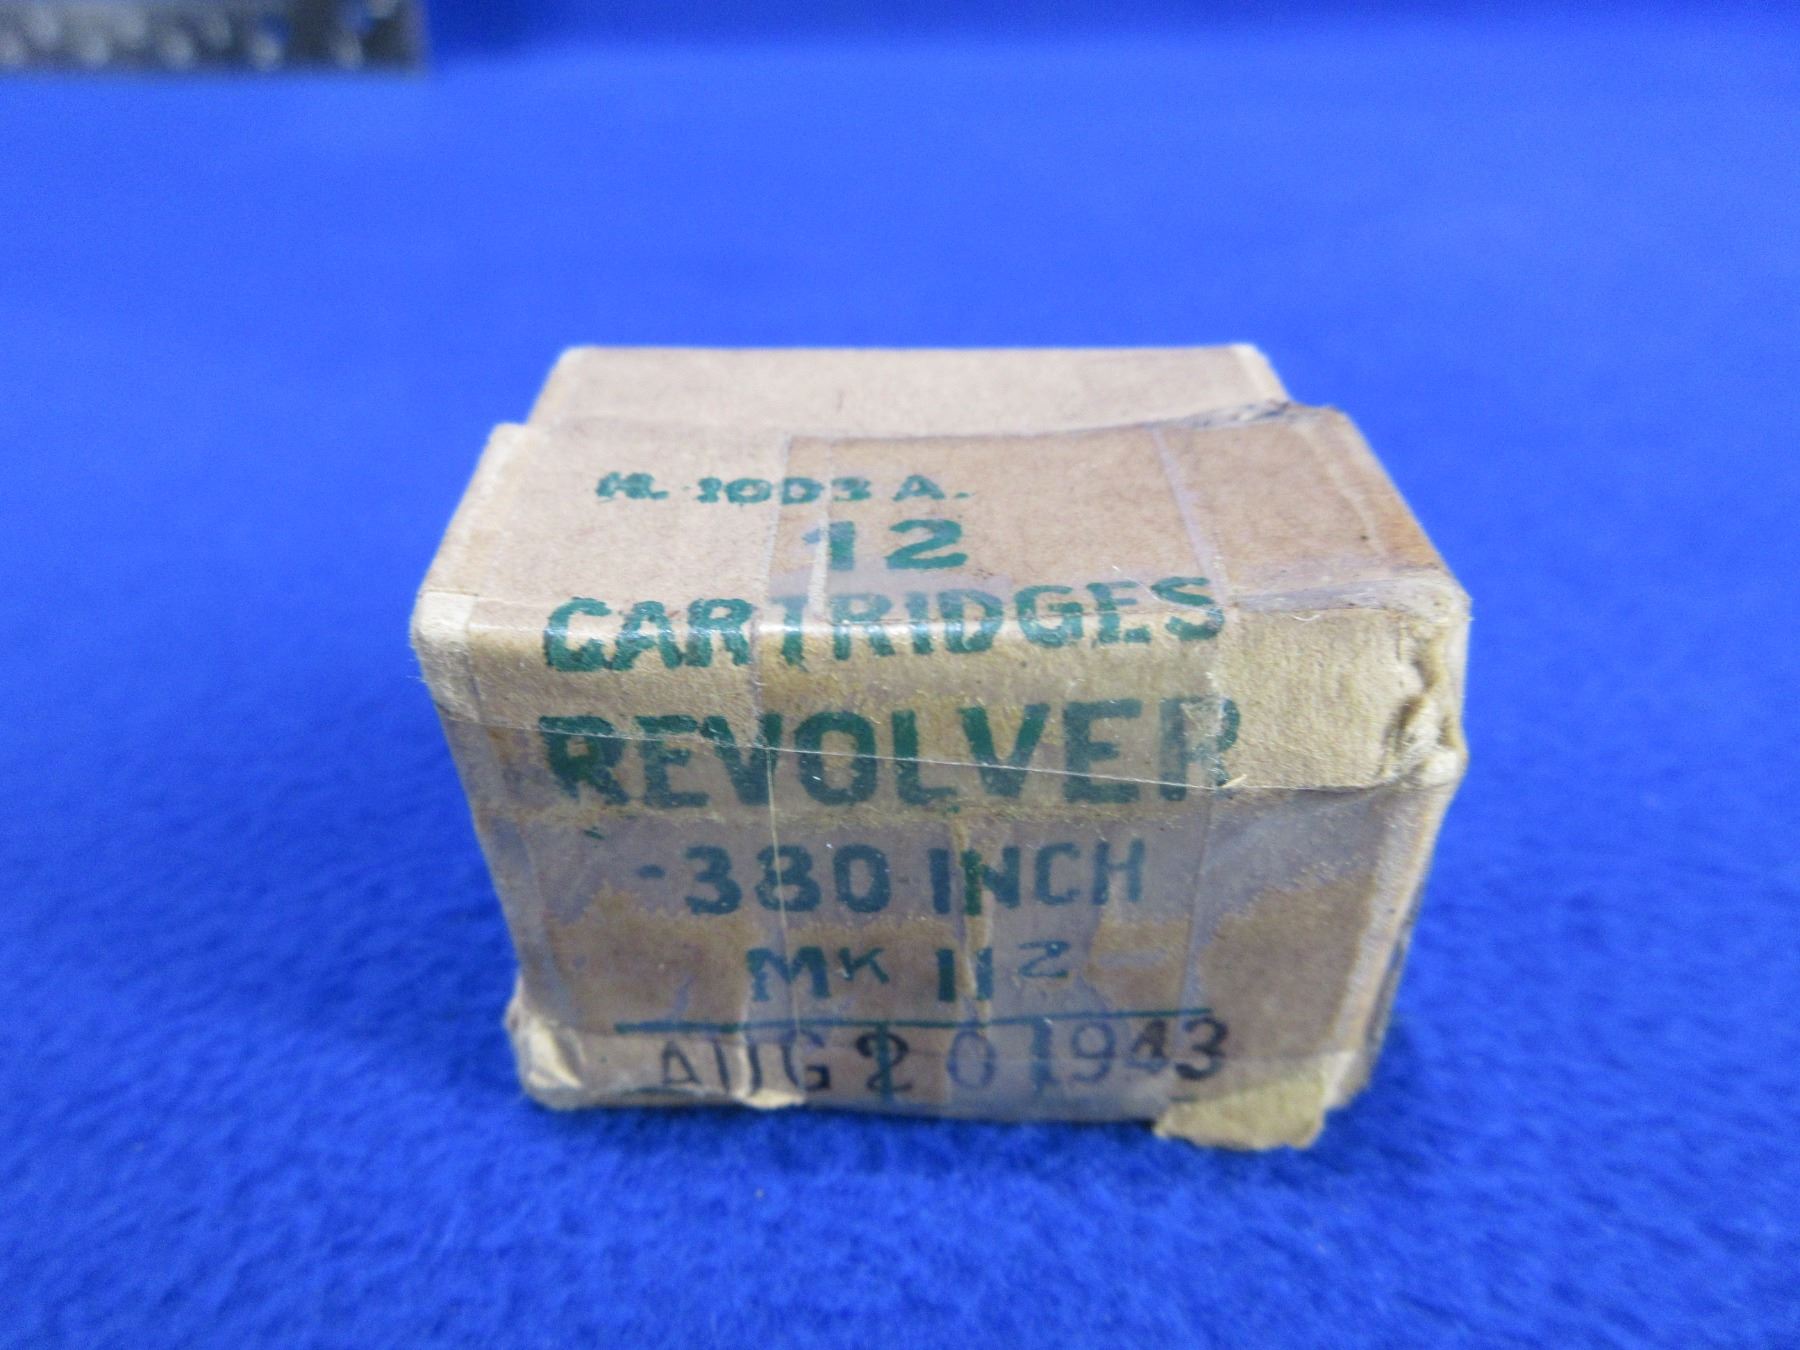 12
CARTRIDGES
REVOLVER
·380 INCH
Mᴷ II ᶻ
AUG 20 1943